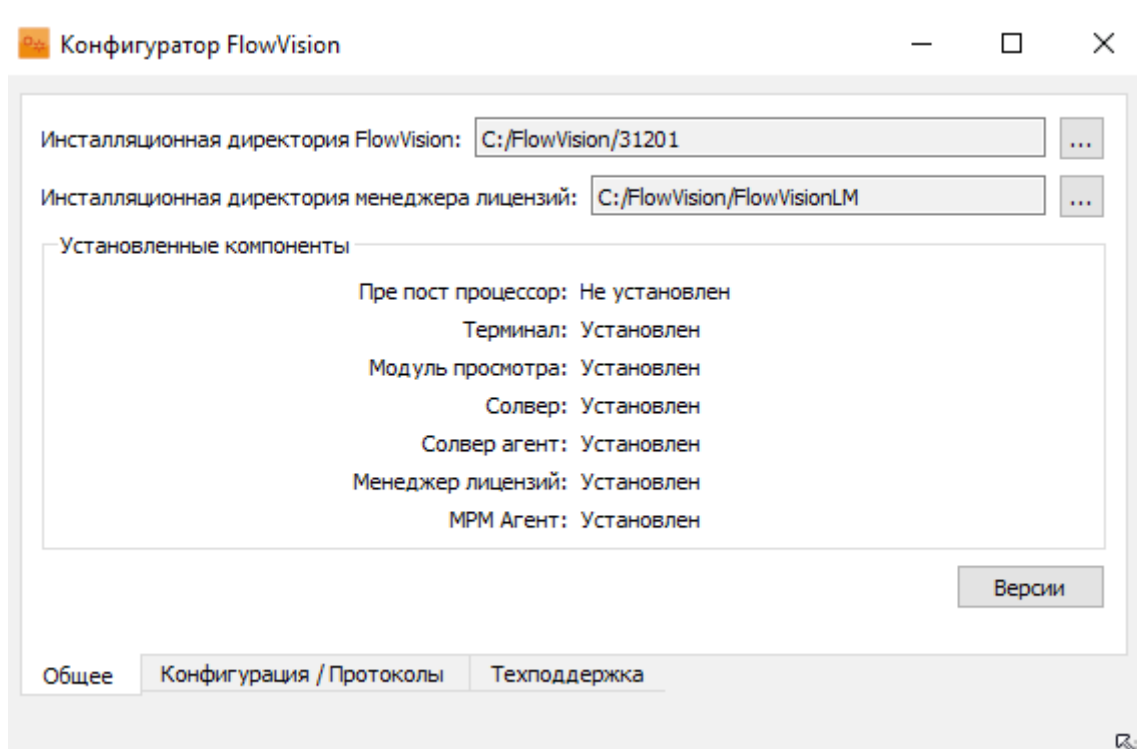 Конфигуратор FlowVision
Инсталляционная директория FlowVision: C:/FlowVision/31201 ...
Инсталляционная директория менеджера лицензий: C:/FlowVision/FlowVisionLM ...
Установленные компоненты
Пре пост процессор: Не установлен
Терминал: Установлен
Модуль просмотра: Установлен
Солвер: Установлен
Солвер агент: Установлен
Менеджер лицензий: Установлен
МРМ Агент: Установлен
Версии
Общее Конфигурация / Протоколы Техподдержка